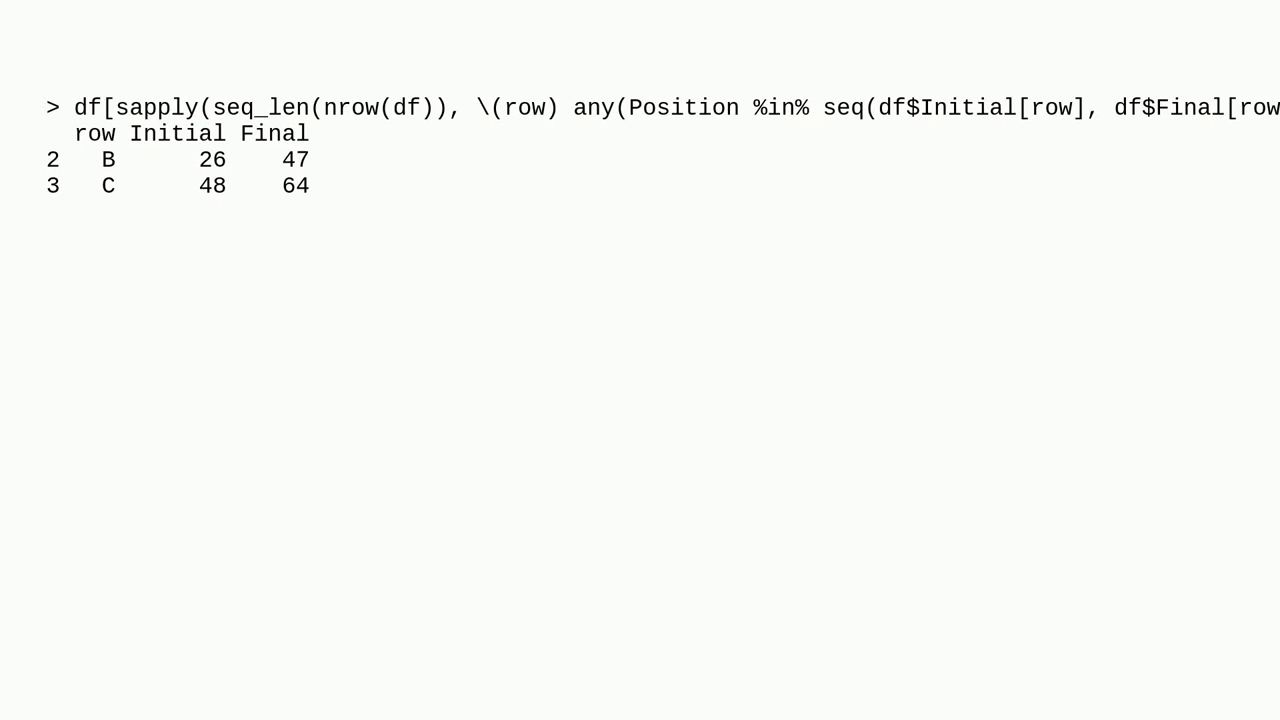 > df[sapply(seq_len(nrow(df)), \(row) any(Position %in% seq(df$Initial[row], df$Final[row
  row Initial Final
2   B      26    47
3   C      48    64